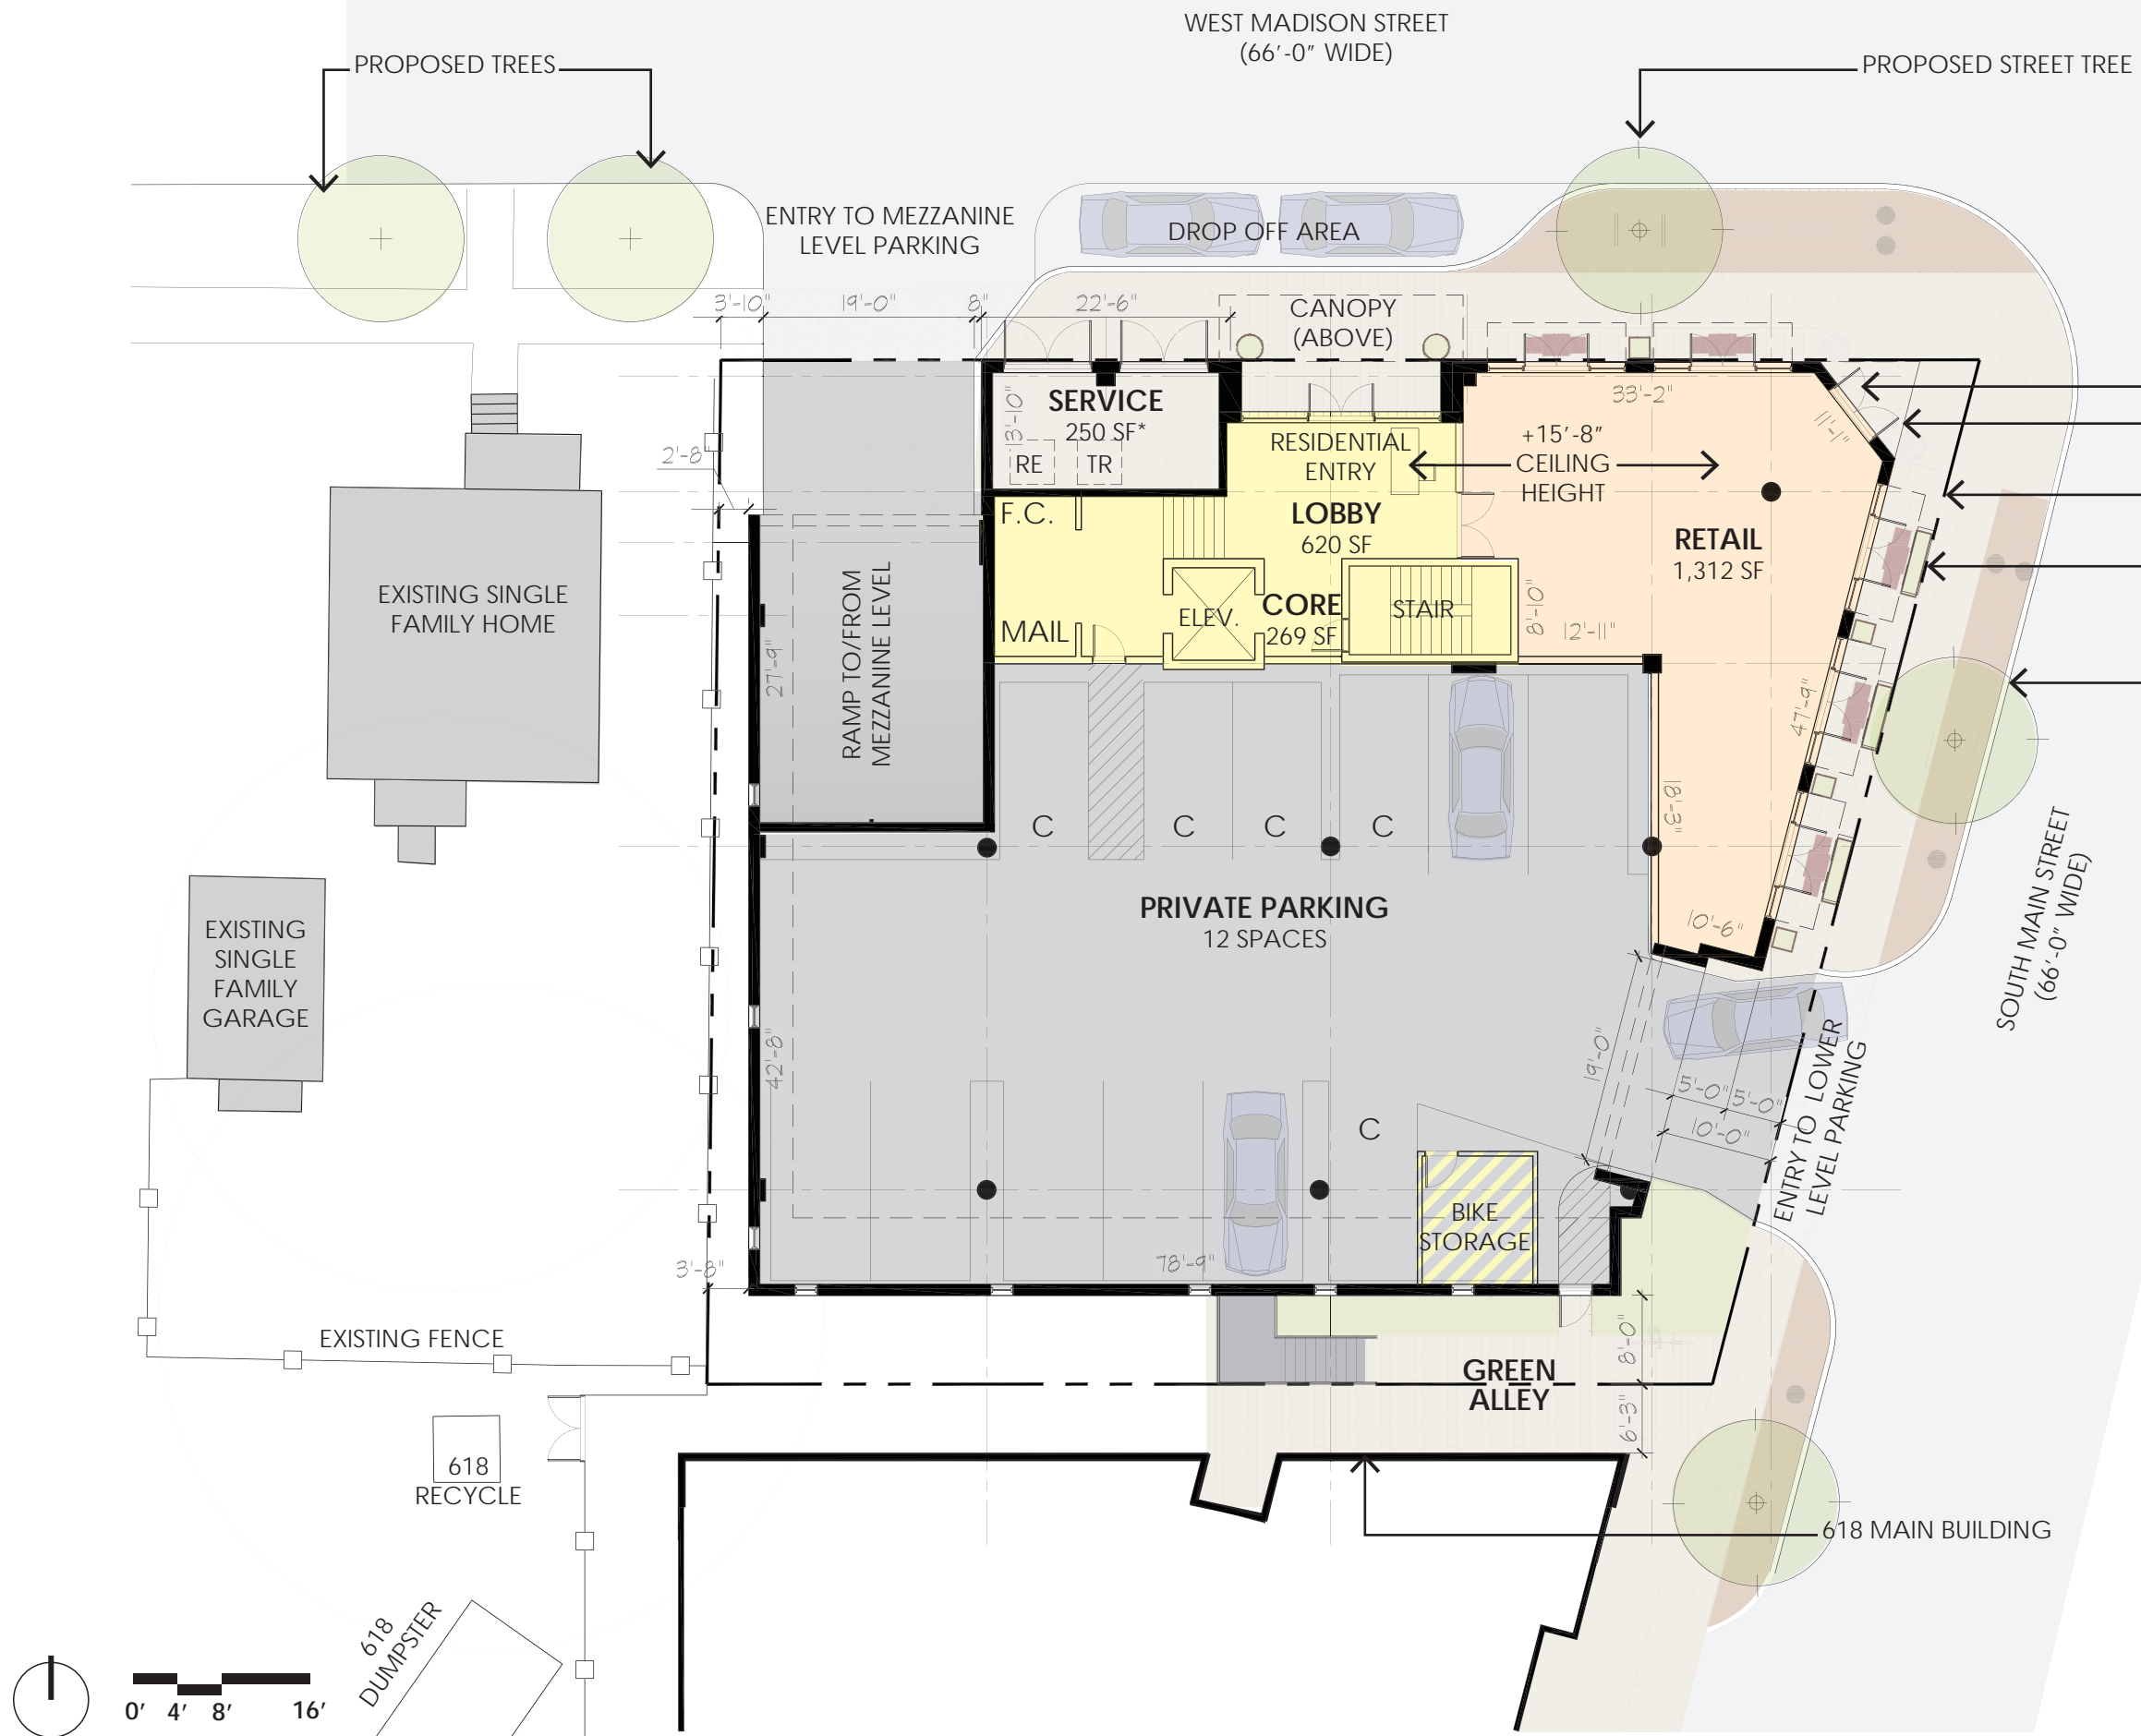 WEST MADISON STREET
(66'-0" WIDE)
PROPOSED TREES
PROPOSED STREET TREE
ENTRY TO MEZZANINE
LEVEL PARKING
DROP OFF AREA
3'-10"
19'-0"
8"
22'-6"
CANOPY
(ABOVE)
SERVICE
250 SF*
13'-10"
RE
TR
33'-2"
11'-1"
RESIDENTIAL
ENTRY
+15'-8"
CEILING
HEIGHT
2'-8"
F.C.
LOBBY
620 SF
RETAIL
1,312 SF
EXISTING SINGLE
FAMILY HOME
RAMP TO/FROM
MEZZANINE LEVEL
27'-9"
MAIL
ELEV.
CORE
269 SF
STAIR
8'-10"
12'-11"
47'-9"
18'-8"
C
C
C
C
PRIVATE PARKING
12 SPACES
10'-6"
SOUTH MAIN STREET
(66'-0" WIDE)
EXISTING
SINGLE
FAMILY
GARAGE
42'-8"
19'-0"
5'-0"
5'-0"
10'-0"
ENTRY TO LOWER
LEVEL PARKING
C
BIKE
STORAGE
3'-8"
78'-9"
EXISTING FENCE
8'-0"
GREEN
ALLEY
6'-3"
618
RECYCLE
618 MAIN BUILDING
618
DUMPSTER
0' 4' 8' 16'